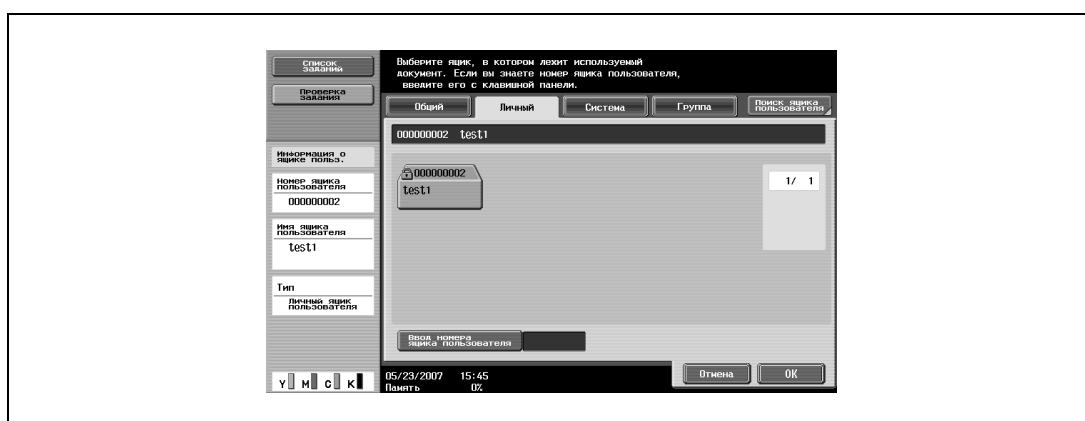 Список
заданий
Проверка
задания
Выберите ящик, в котором лежит используемый
документ. Если вы знаете номер ящика пользователя,
введите его с клавишной панели.
Общий
Личный
Система
Группа
Поиск ящика
пользователя
000000002 test1
Информация о
ящике польз.
Номер ящика
пользователя
000000002
Имя ящика
пользователя
test1
Тип
Личный ящик
пользователя
000000002
test1
1/ 1
Ввод номера
ящика пользователя
Y M C K
05/23/2007 15:45
Память 0%
Отмена
OK